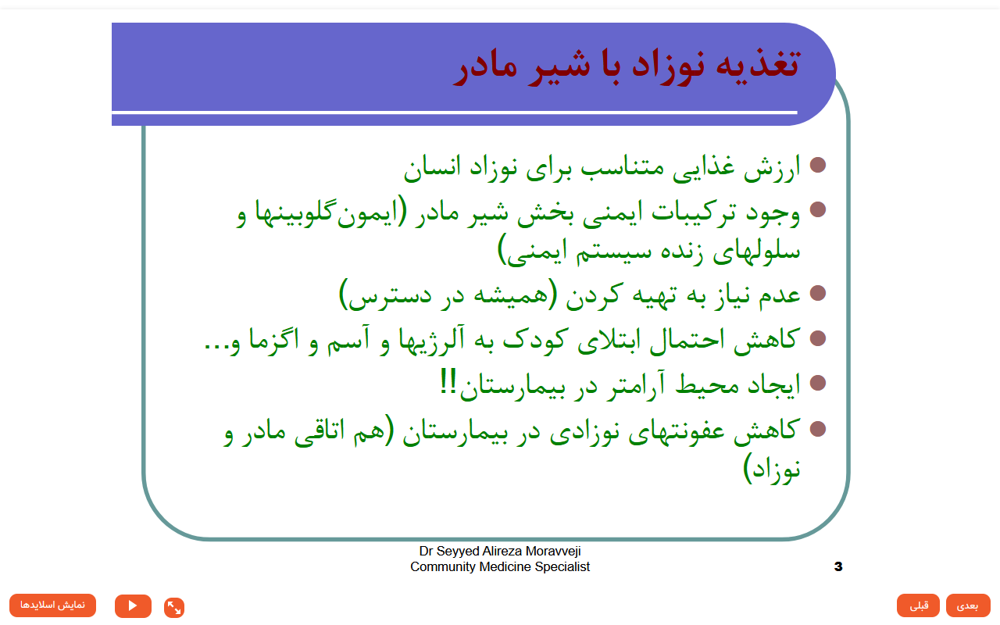 تغذیه نوزاد با شیر مادر
ارزش غذایی متناسب برای نوزاد انسان
وجود ترکیبات ایمنی بخش شیر مادر (ایمون‌گلوبینها و
سلولهای زنده سیستم ایمنی)
عدم نیاز به تهیه کردن (همیشه در دسترس)
کاهش احتمال ابتلای کودک به آلرژیها و آسم و اگزما و...
ایجاد محیط آرامتر در بیمارستان!!
کاهش عفونتهای نوزادی در بیمارستان (هم اتاقی مادر و
نوزاد)
Dr Seyyed Alireza Moravveji
Community Medicine Specialist
3
بعدی
قبلی
نمایش اسلایدها